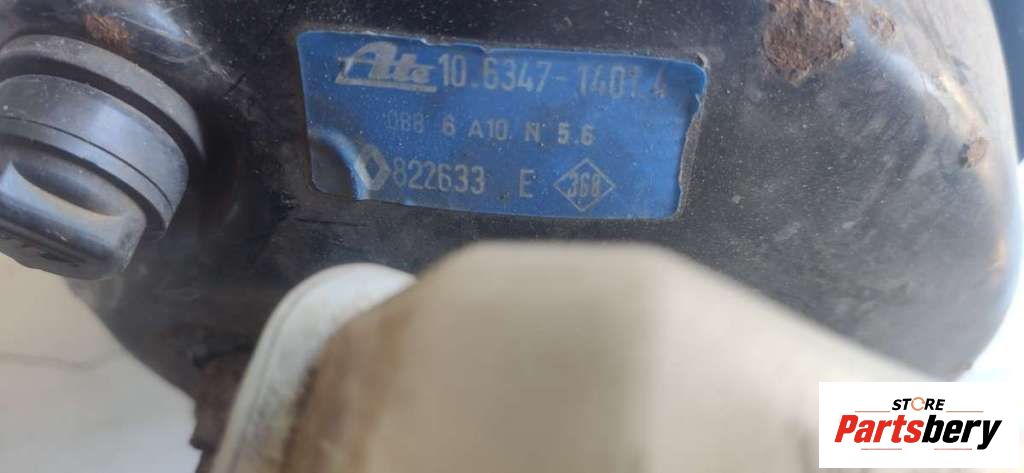 Ate 10.6347-1401.4
088 6 A10 N 5.6
822633 E 368
STORE
Partsbery